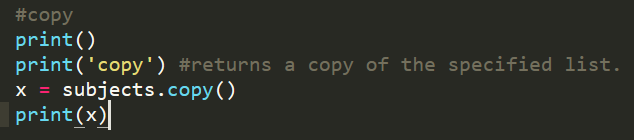 #copy
print()
print('copy') #returns a copy of the specified list.
x = subjects.copy()
print(x)